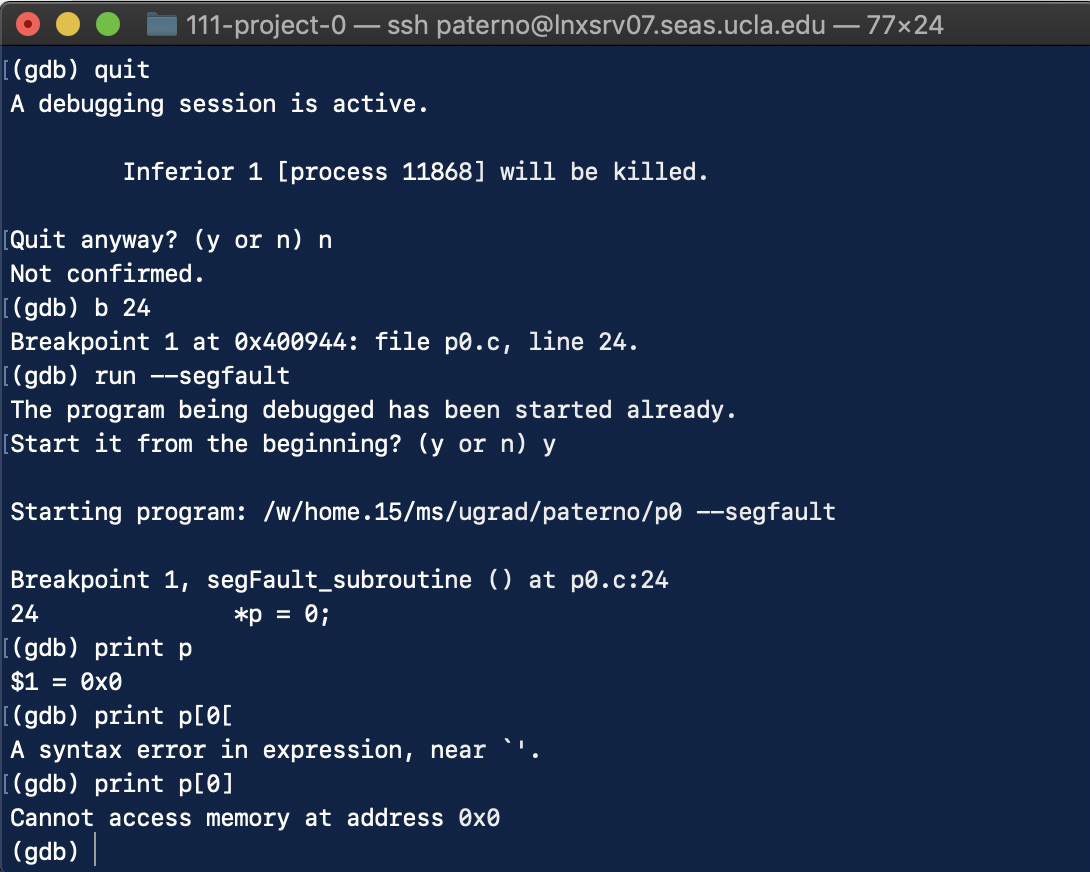 111-project-0 — ssh paterno@lnxsrv07.seas.ucla.edu — 77×24
[(gdb) quit
A debugging session is active.
Inferior 1 [process 11868] will be killed.
[Quit anyway? (y or n) n
Not confirmed.
[(gdb) b 24
Breakpoint 1 at 0x400944: file p0.c, line 24.
[(gdb) run --segfault
The program being debugged has been started already.
[Start it from the beginning? (y or n) y
Starting program: /w/home.15/ms/ugrad/paterno/p0 --segfault
Breakpoint 1, segFault_subroutine () at p0.c:24
24 *p = 0;
[(gdb) print p
$1 = 0x0
[(gdb) print p[0[
A syntax error in expression, near `'.
[(gdb) print p[0]
Cannot access memory at address 0x0
(gdb)